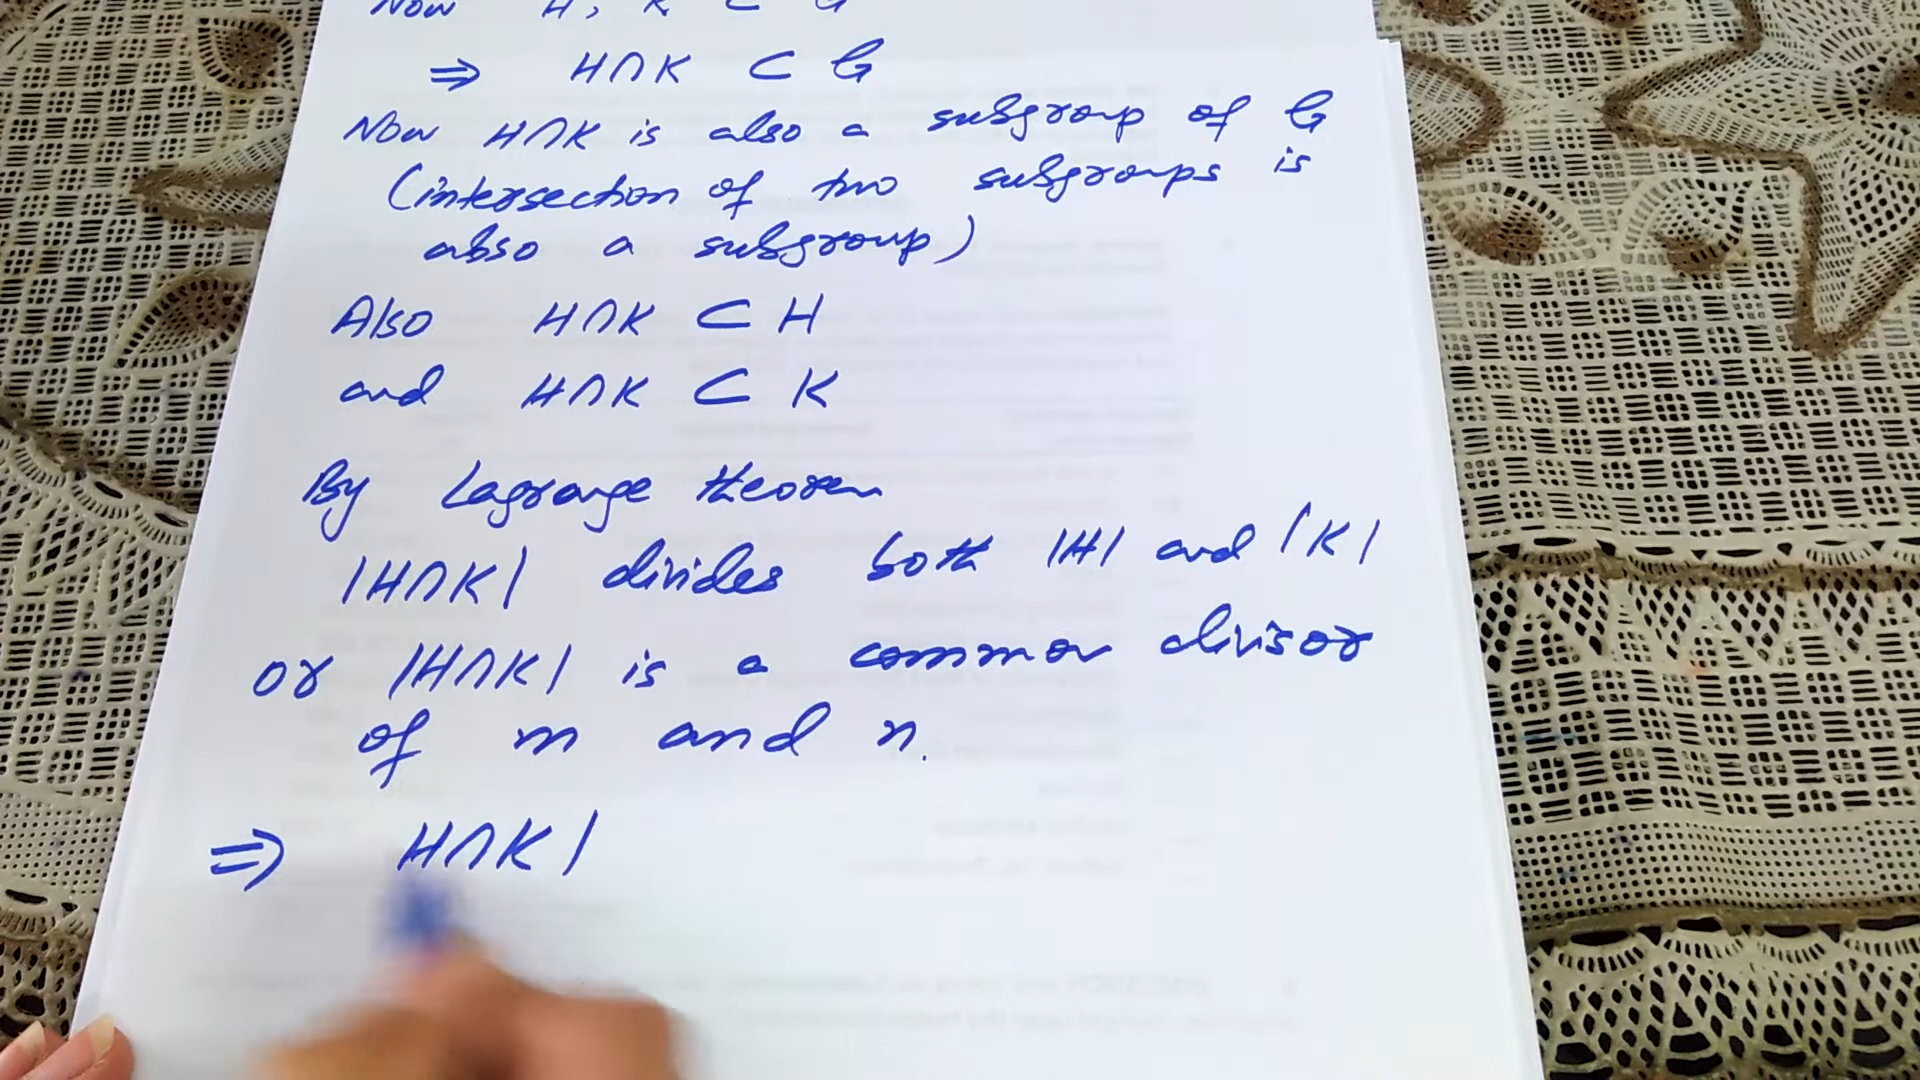 Now H, K ⊂ G
⇒ H∩K ⊂ G
Now H∩K is also a subgroup of G
(intersection of two subgroups is
also a subgroup)
Also H∩K ⊂ H
and H∩K ⊂ K
By Lagrange theorem
|H∩K| divides both |H| and |K|
or |H∩K| is a common divisor
of m and n.
⇒ H∩K|